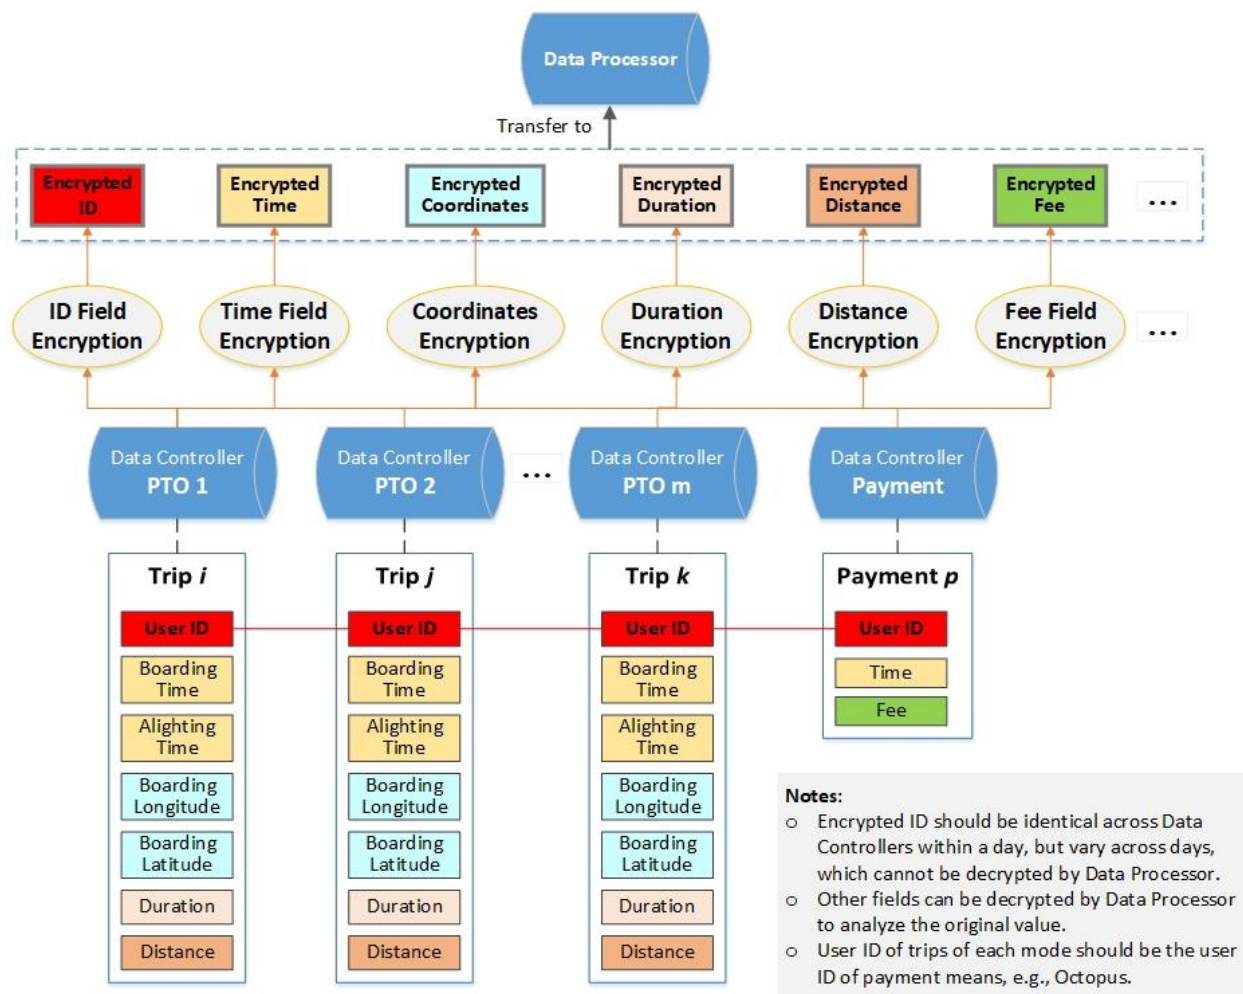 Data Processor
Transfer to
Encrypted
ID
Encrypted
Time
Encrypted
Coordinates
Encrypted
Duration
Encrypted
Distance
Encrypted
Fee
...
ID Field
Encryption
Time Field
Encryption
Coordinates
Encryption
Duration
Encryption
Distance
Encryption
Fee Field
Encryption
...
Data Controller
PTO 1
Data Controller
PTO 2
...
Data Controller
PTO m
Data Controller
Payment
Trip i
User ID
Boarding
Time
Alighting
Time
Boarding
Longitude
Boarding
Latitude
Duration
Distance
Trip j
User ID
Boarding
Time
Alighting
Time
Boarding
Longitude
Boarding
Latitude
Duration
Distance
Trip k
User ID
Boarding
Time
Alighting
Time
Boarding
Longitude
Boarding
Latitude
Duration
Distance
Payment p
User ID
Time
Fee
Notes:
o Encrypted ID should be identical across Data
Controllers within a day, but vary across days,
which cannot be decrypted by Data Processor.
o Other fields can be decrypted by Data Processor
to analyze the original value.
o User ID of trips of each mode should be the user
ID of payment means, e.g., Octopus.